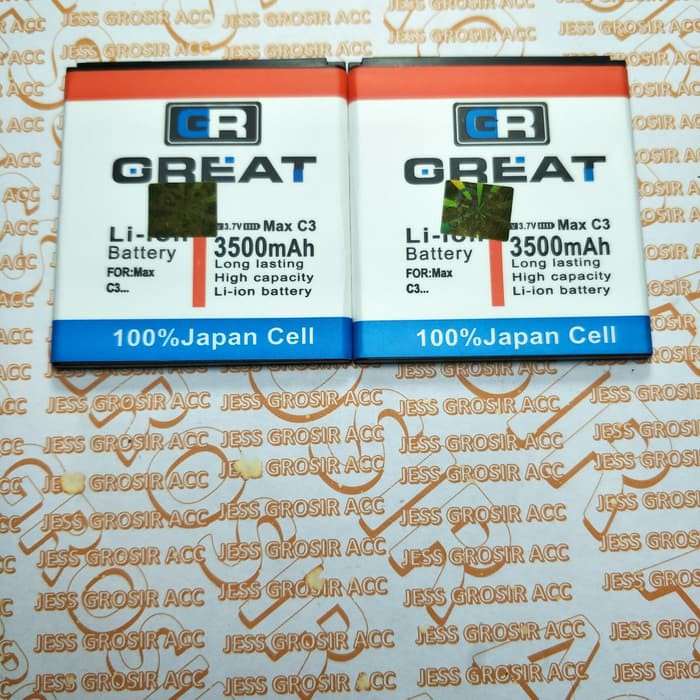 GR
GREAT
3.7V Max C3
Li-ion
3500mAh
Battery
Long lasting
FOR:Max
High capacity
C3...
Li-ion battery
100%Japan Cell
GR
GREAT
3.7V Max C3
Li-ion
3500mAh
Battery
Long lasting
FOR:Max
High capacity
C3...
Li-ion battery
100%Japan Cell
JESS GROSIR ACC